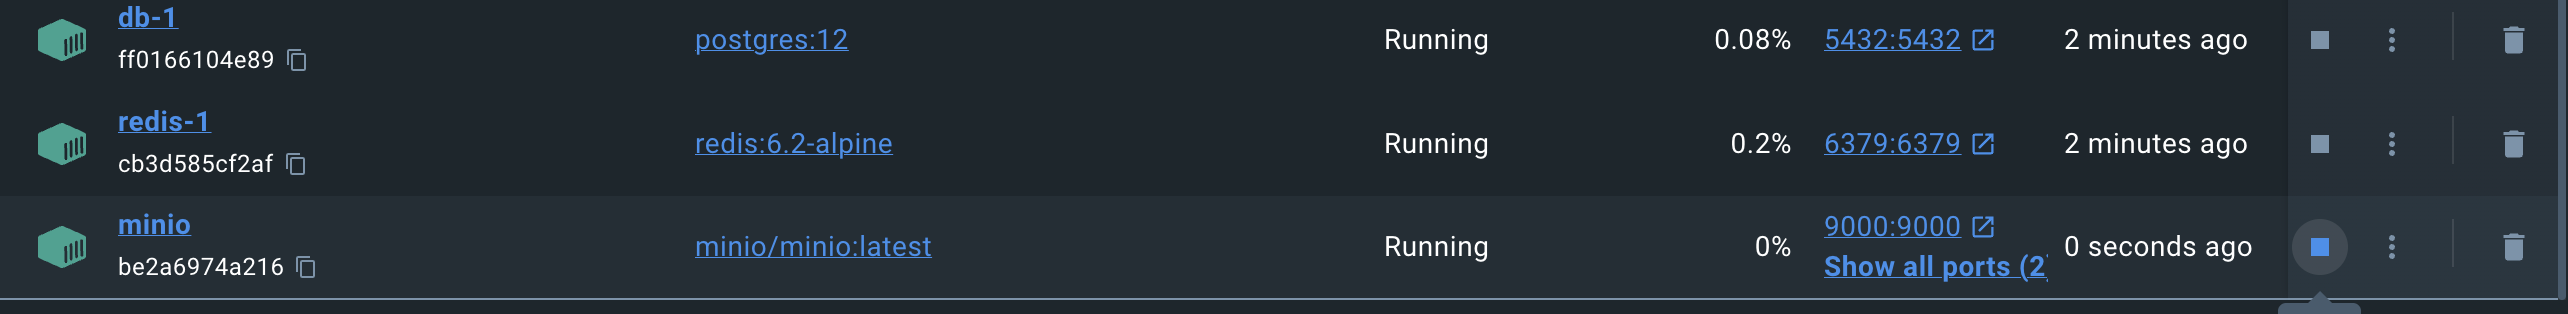 db-1
ff0166104e89
postgres:12
Running
0.08%
5432:5432
2 minutes ago
redis-1
cb3d585cf2af
redis:6.2-alpine
Running
0.2%
6379:6379
2 minutes ago
minio
be2a6974a216
minio/minio:latest
Running
0%
9000:9000
Show all ports (2)
0 seconds ago